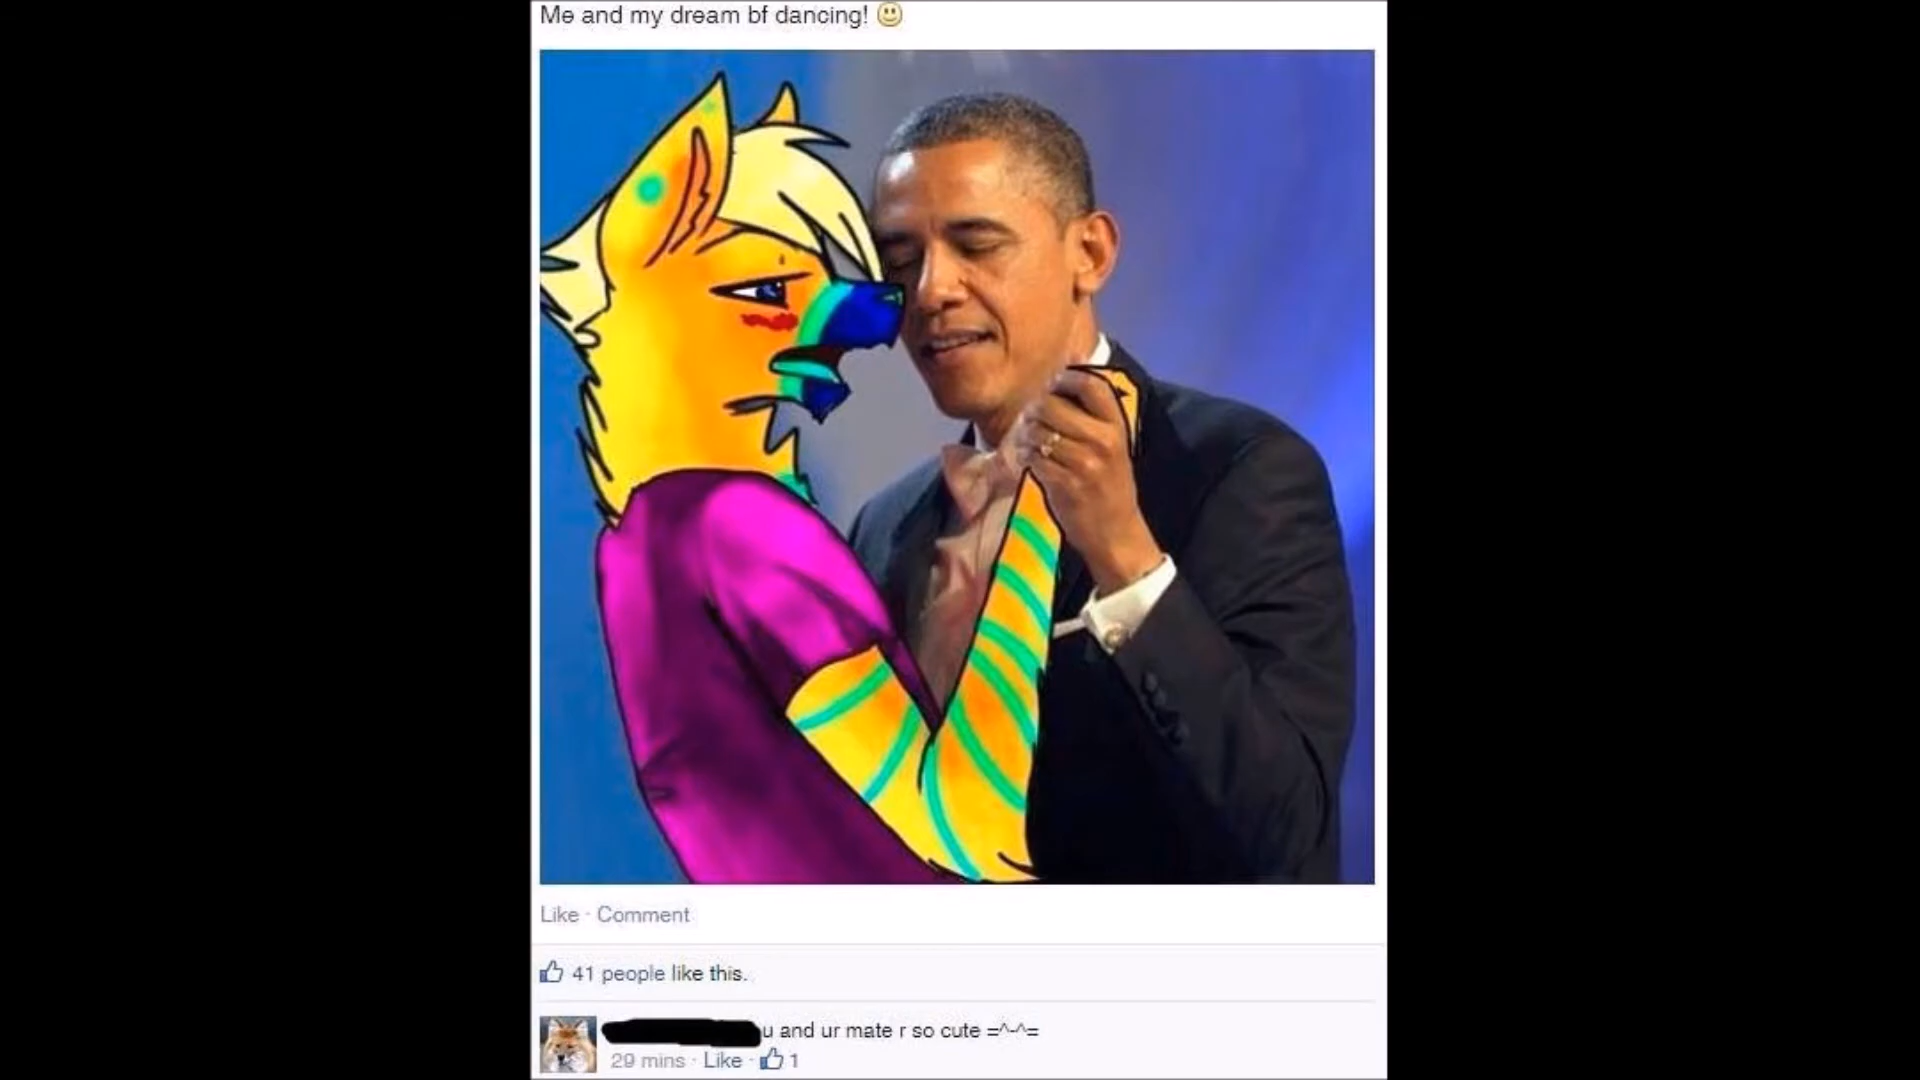 Me and my dream bf dancing! 🙂
Like · Comment
41 people like this.
u and ur mate r so cute =^-^=
29 mins · Like · 1